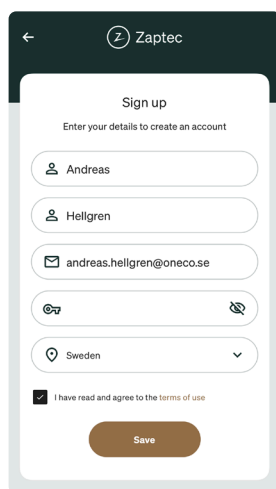 Zaptec
Sign up
Enter your details to create an account
Andreas
Hellgren
andreas.hellgren@oneco.se
Sweden
I have read and agree to the terms of use
Save